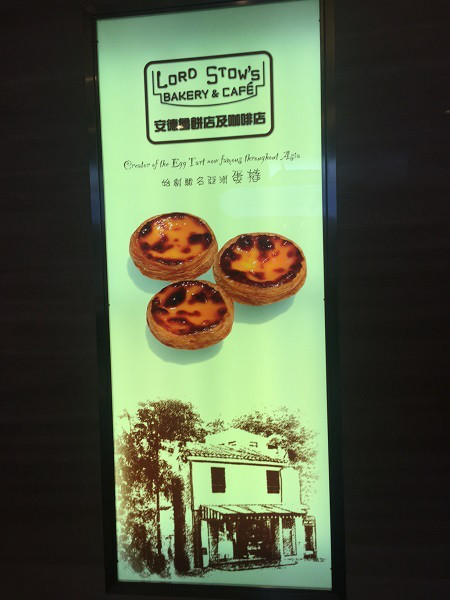 LORD STOW'S
BAKERY & CAFÉ
安德魯餅店及咖啡店
Creator of the Egg Tart now famous throughout Asia
始創馳名亞洲蛋撻